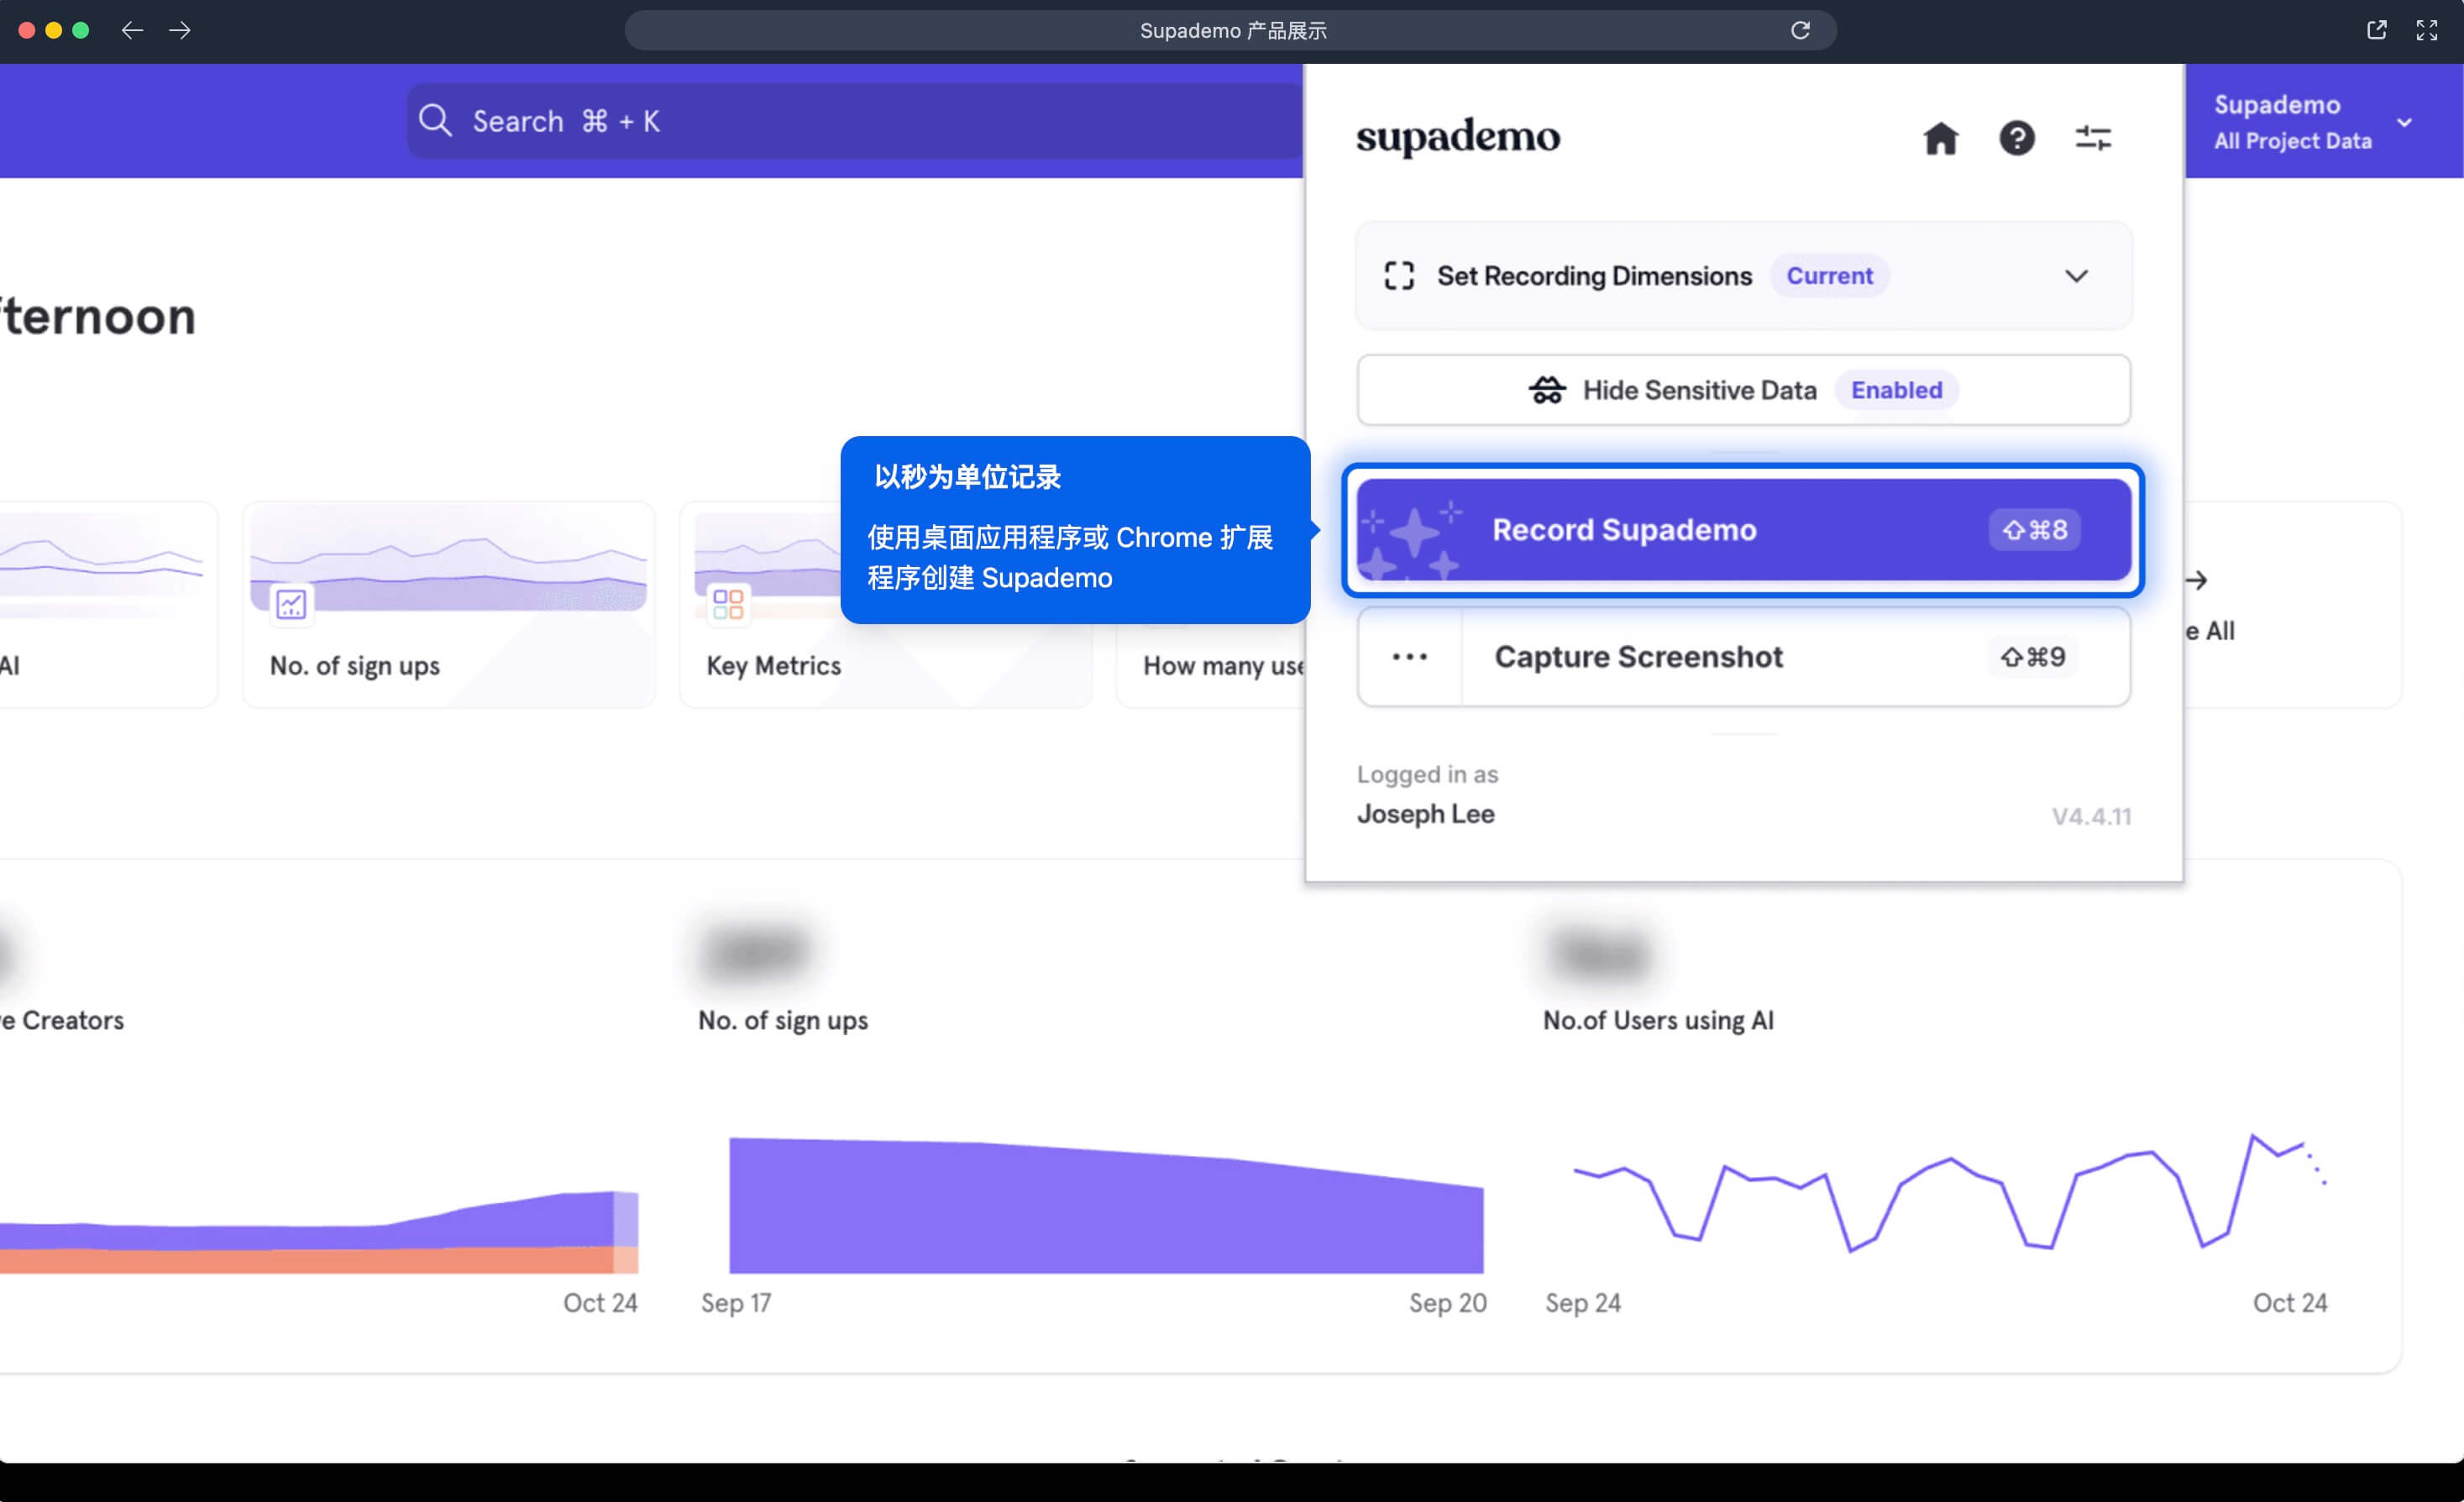 Supademo 产品展示
Search ⌘ + K
supademo
Supademo
All Project Data
Set Recording Dimensions Current
fternoon
Hide Sensitive Data Enabled
以秒为单位记录
使用桌面应用程序或 Chrome 扩展
程序创建 Supademo
Record Supademo ⇧⌘8
Capture Screenshot ⇧⌘9
e All
AI
No. of sign ups
Key Metrics
How many use
Logged in as
Joseph Lee
V4.4.11
e Creators
No. of sign ups
No.of Users using AI
Oct 24
Sep 17
Sep 20
Sep 24
Oct 24